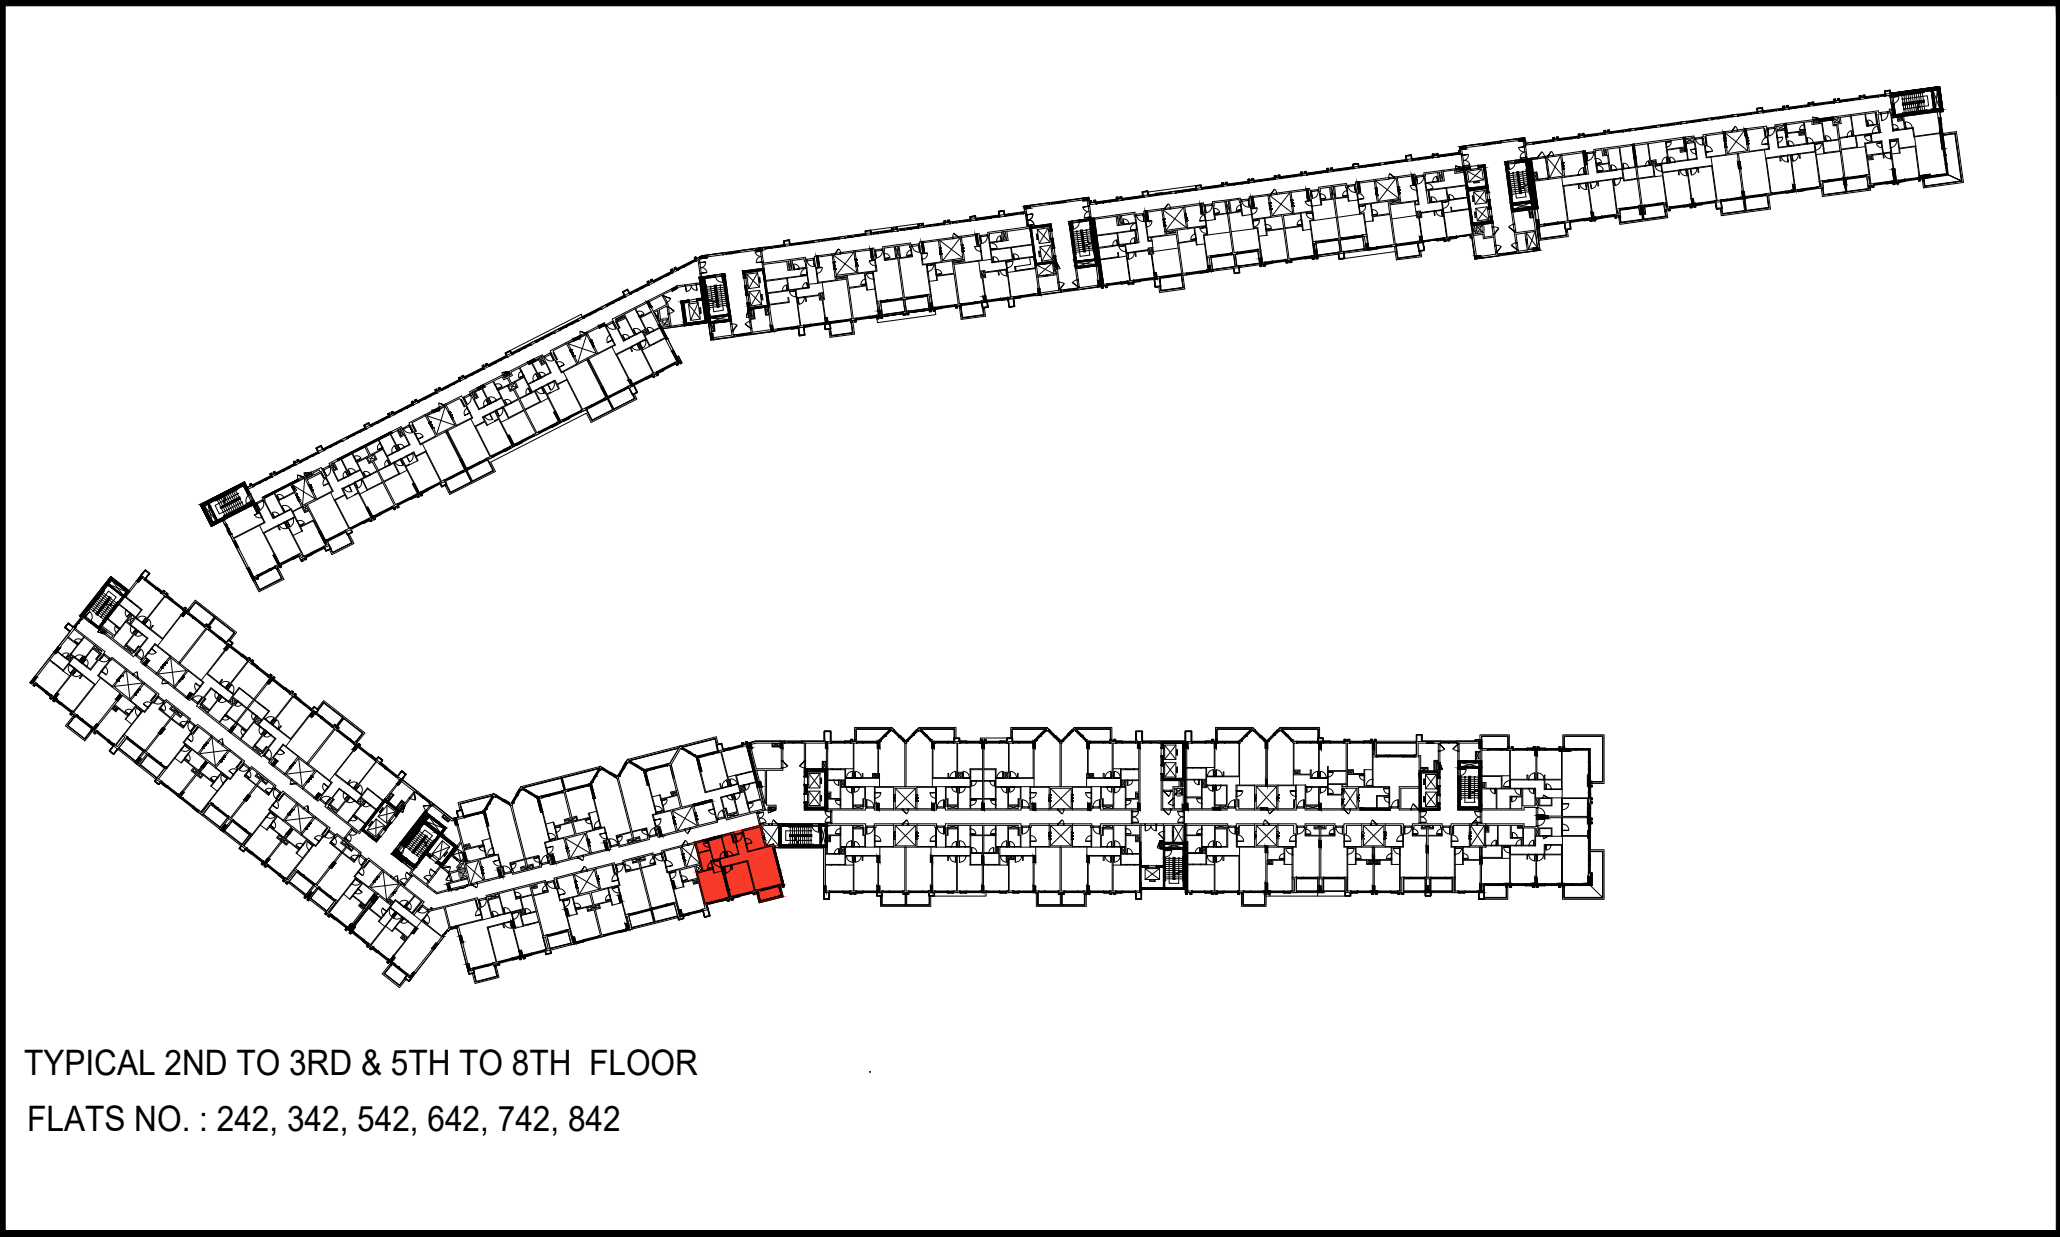 TYPICAL 2ND TO 3RD & 5TH TO 8TH FLOOR
FLATS NO. : 242, 342, 542, 642, 742, 842